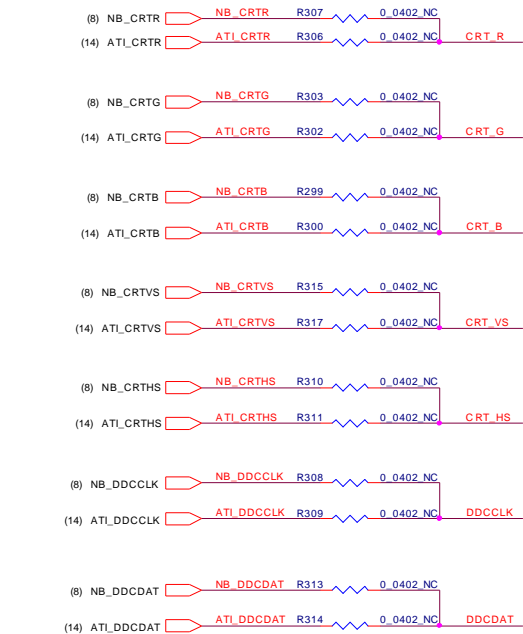 (8) NB_CRTR NB_CRTR R307 0_0402_NC
(14) ATI_CRTR ATI_CRTR R306 0_0402_NC CRT_R
(8) NB_CRTG NB_CRTG R303 0_0402_NC
(14) ATI_CRTG ATI_CRTG R302 0_0402_NC CRT_G
(8) NB_CRTB NB_CRTB R299 0_0402_NC
(14) ATI_CRTB ATI_CRTB R300 0_0402_NC CRT_B
(8) NB_CRTVS NB_CRTVS R315 0_0402_NC
(14) ATI_CRTVS ATI_CRTVS R317 0_0402_NC CRT_VS
(8) NB_CRTHS NB_CRTHS R310 0_0402_NC
(14) ATI_CRTHS ATI_CRTHS R311 0_0402_NC CRT_HS
(8) NB_DDCCLK NB_DDCCLK R308 0_0402_NC
(14) ATI_DDCCLK ATI_DDCCLK R309 0_0402_NC DDCCLK
(8) NB_DDCDAT NB_DDCDAT R313 0_0402_NC
(14) ATI_DDCDAT ATI_DDCDAT R314 0_0402_NC DDCDAT